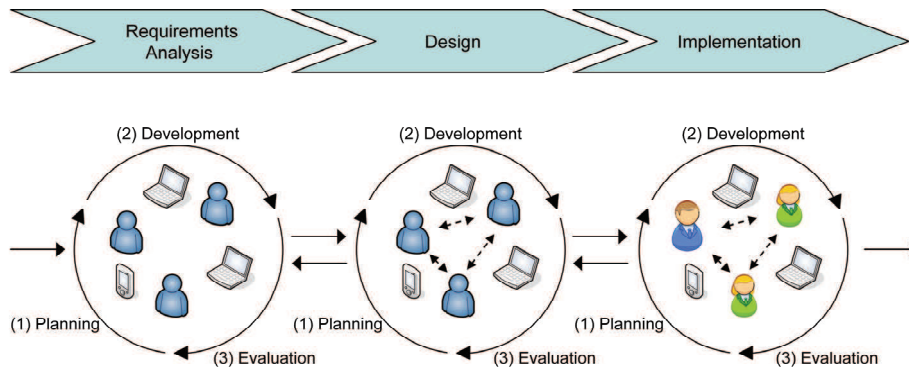 Requirements
Analysis
Design
Implementation
(2) Development
(2) Development
(2) Development
(1) Planning
(1) Planning
(1) Planning
(3) Evaluation
(3) Evaluation
(3) Evaluation